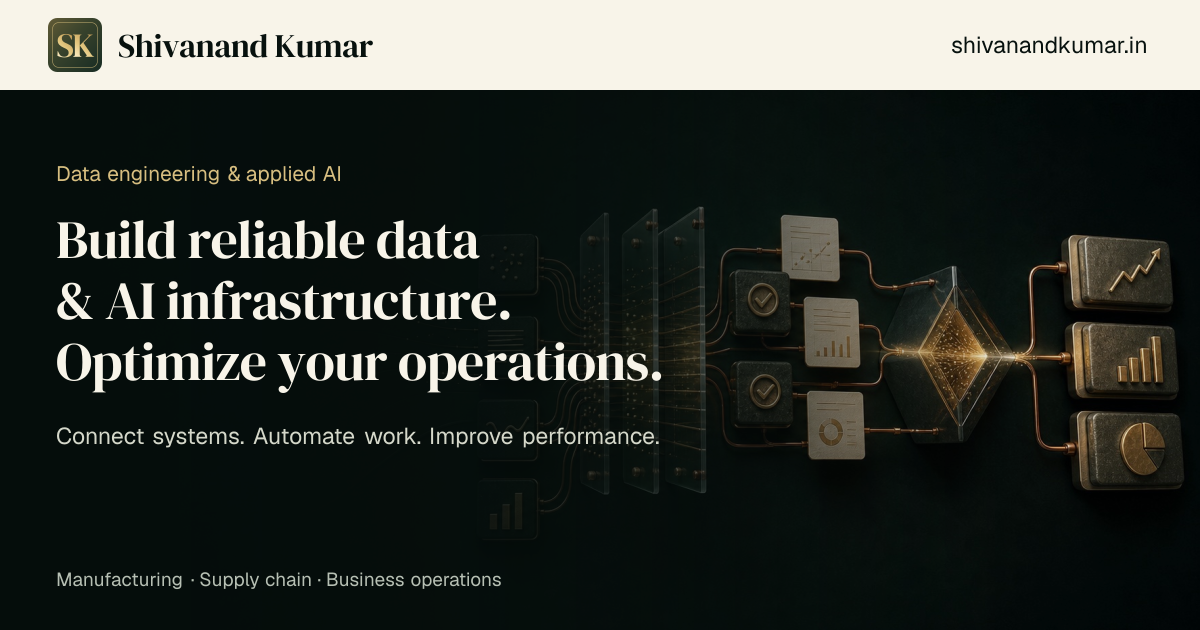 SK
Shivanand Kumar
shivanandkumar.in
Data engineering & applied AI
Build reliable data
& AI infrastructure.
Optimize your operations.
Connect systems. Automate work. Improve performance.
Manufacturing · Supply chain · Business operations